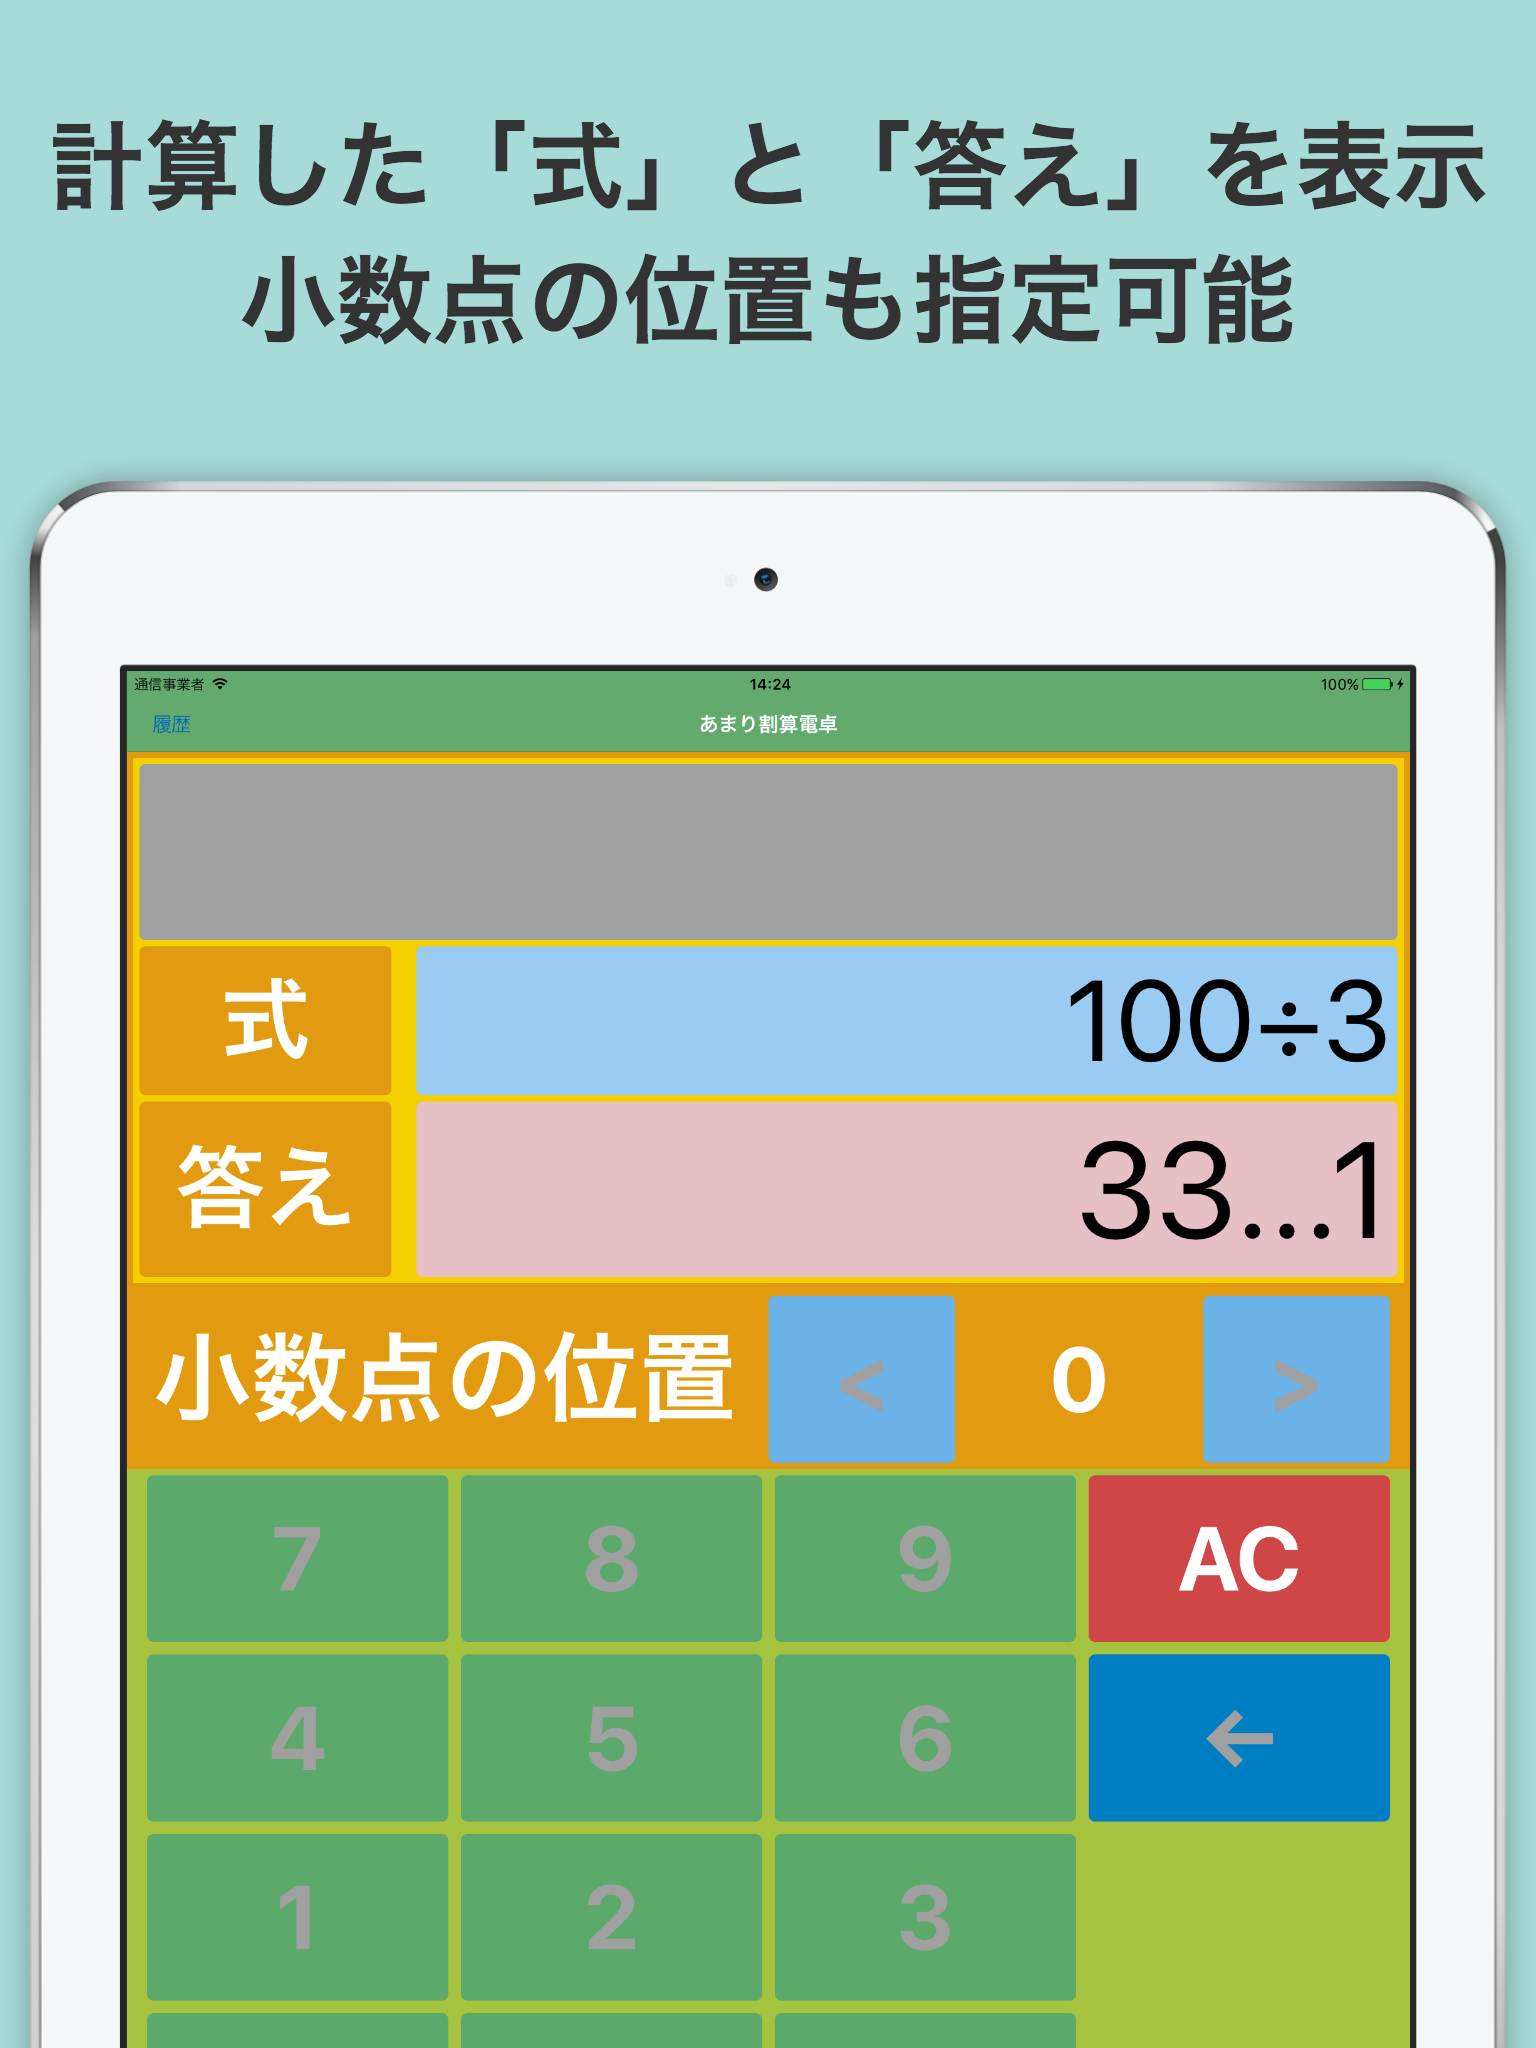 計算した「式」と「答え」を表示
小数点の位置も指定可能
通信事業者 14:24 100%
履歴 あまり割算電卓
式 100÷3
答え 33...1
小数点の位置 < 0 >
7 8 9 AC
4 5 6 ←
1 2 3